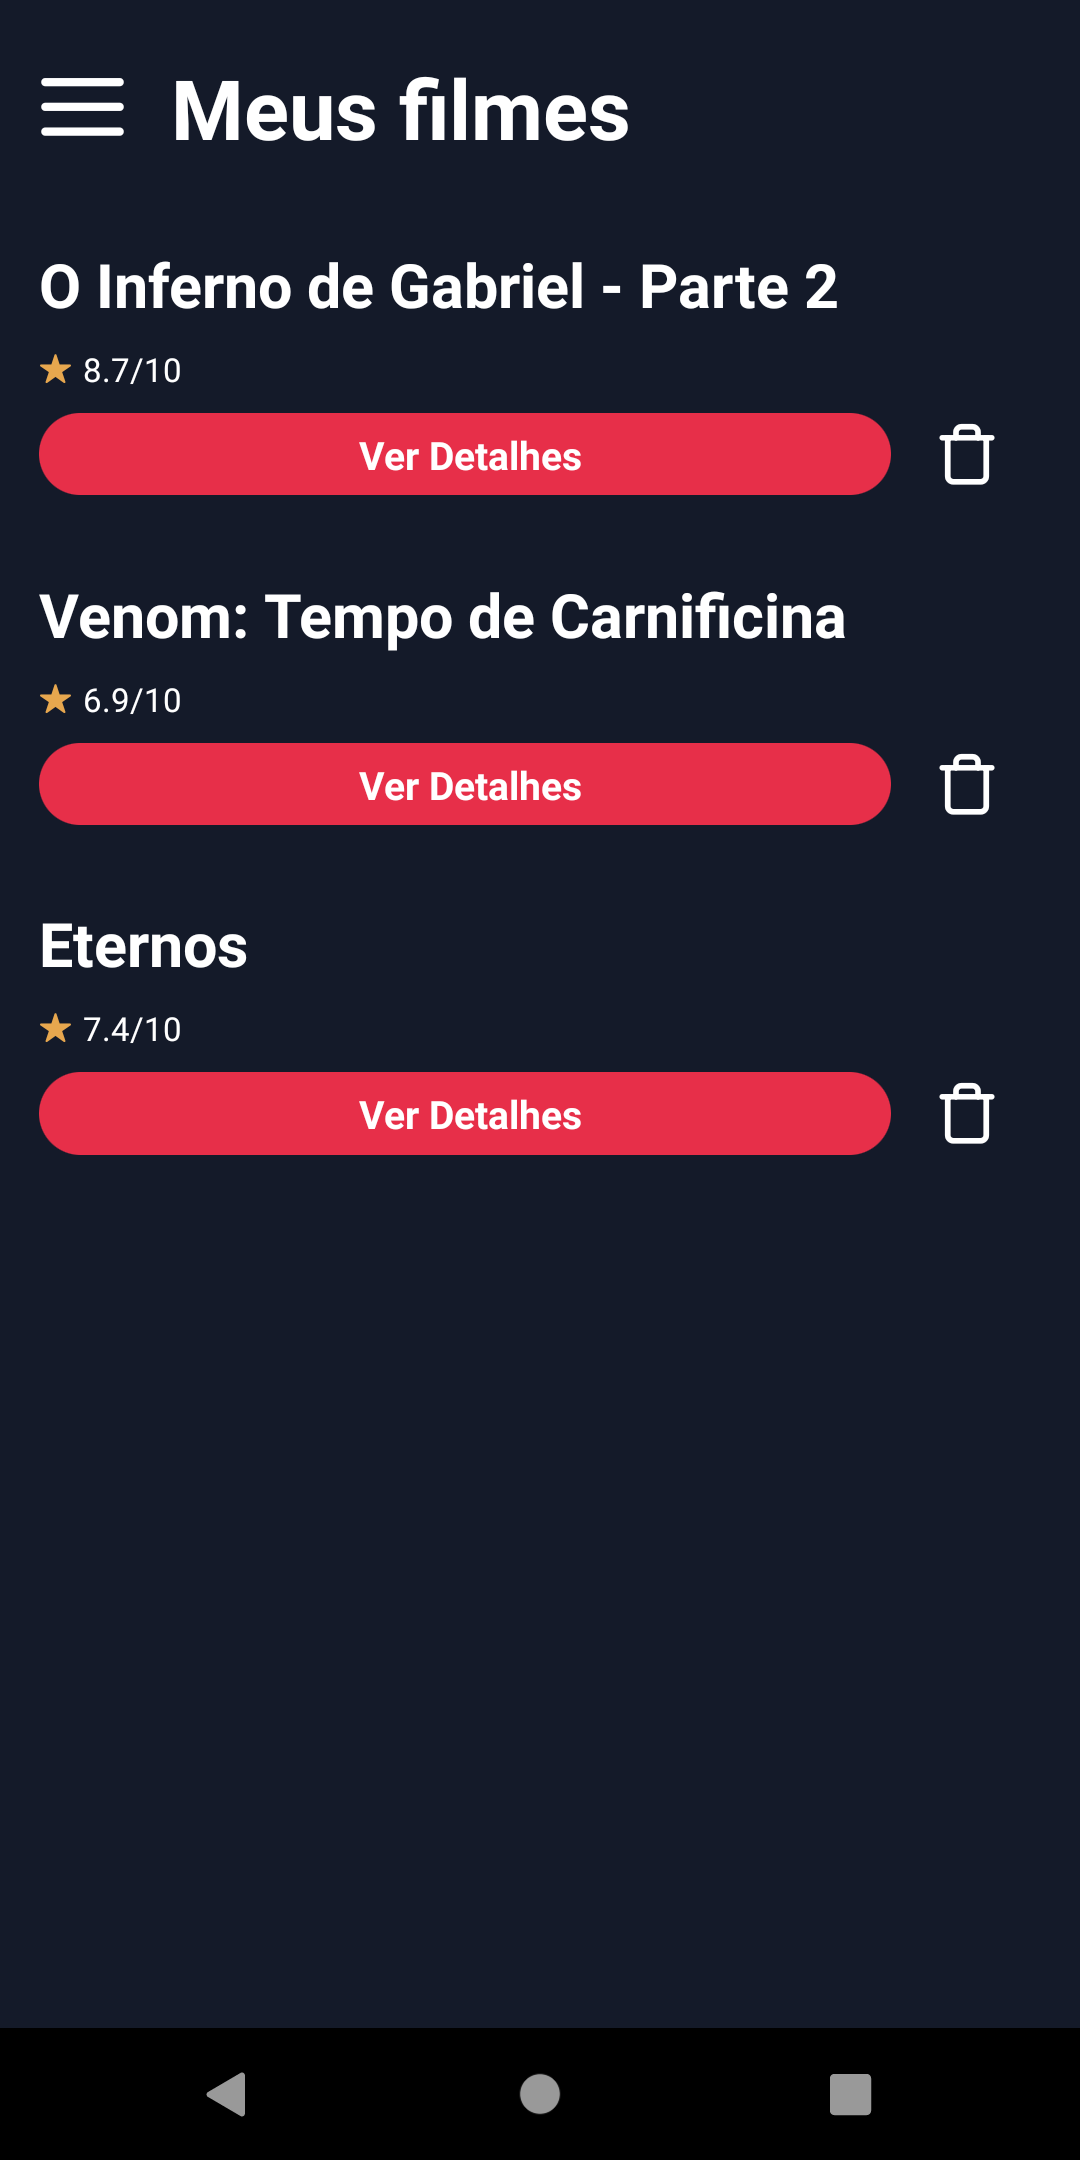 Meus filmes
O Inferno de Gabriel - Parte 2
8.7/10
Ver Detalhes
Venom: Tempo de Carnificina
6.9/10
Ver Detalhes
Eternos
7.4/10
Ver Detalhes